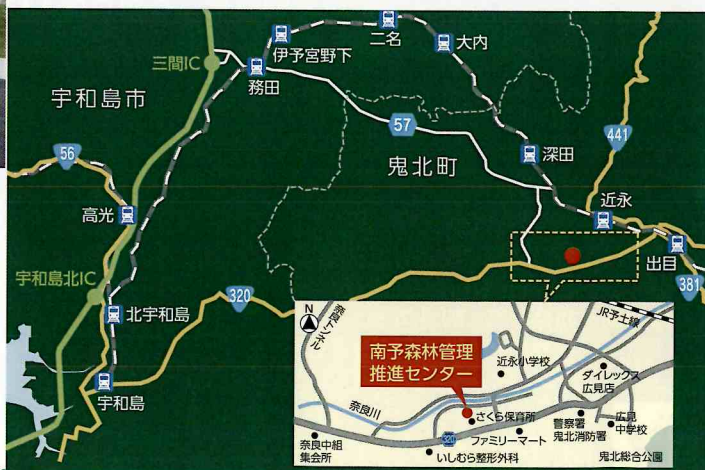 二名
伊予宮野下
大内
三間IC
務田
宇和島市
57
441
56
鬼北町
深田
近永
高光
出目
宇和島北IC
320
381
北宇和島
宇和島
N
奈良トンネル
JR予土線
南予森林管理
推進センター
近永小学校
ダイレックス
広見店
奈良川
さくら保育所
警察署
広見
中学校
320
ファミリーマート
鬼北消防署
奈良中組
集会所
いしむら整形外科
鬼北総合公園